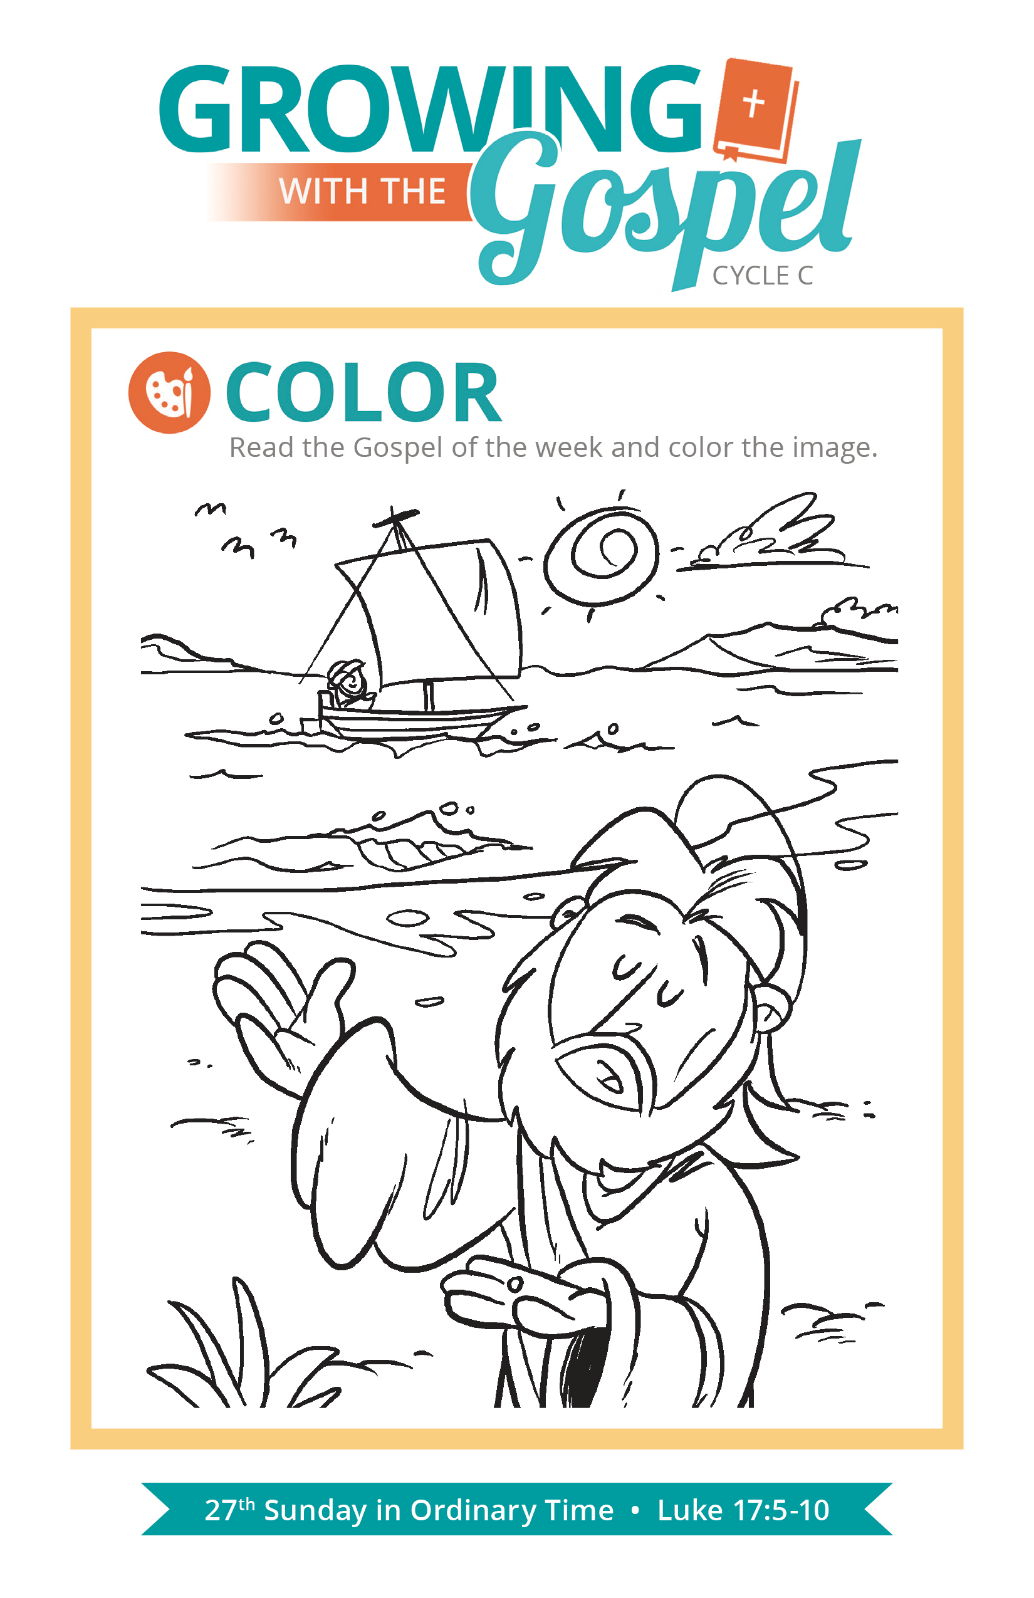 GROWING
WITH THE Gospel
CYCLE C
COLOR
Read the Gospel of the week and color the image.
27th Sunday in Ordinary Time • Luke 17:5-10